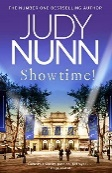 THE NUMBER ONE BESTSELLING AUTHOR
JUDY
NUNN
Showtime!